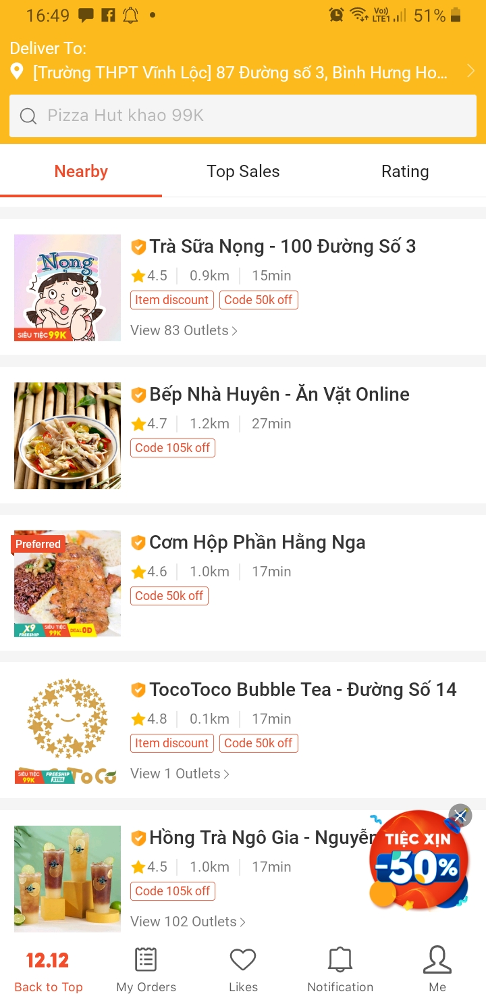 16:49
Vo))
LTE1
51%
Deliver To:
[Trường THPT Vĩnh Lộc] 87 Đường số 3, Bình Hưng Ho...
Pizza Hut khao 99K
Nearby
Top Sales
Rating
Nọng
SIÊU TIỆC 99K
Trà Sữa Nọng - 100 Đường Số 3
4.5 0.9km 15min
Item discount Code 50k off
View 83 Outlets
Bếp Nhà Huyên - Ăn Vặt Online
4.7 1.2km 27min
Code 105k off
Preferred
X9
FREESHIP
SIÊU TIỆC
99K
DEAL 0Đ
Cơm Hộp Phần Hằng Nga
4.6 1.0km 17min
Code 50k off
SIÊU TIỆC
99K
FREESHIP
XTRA
TocoToco Bubble Tea - Đường Số 14
4.8 0.1km 17min
Item discount Code 50k off
View 1 Outlets
Hồng Trà Ngô Gia - Nguyễn
4.5 1.0km 17min
Code 105k off
View 102 Outlets
TIỆC XỊN
-50%
12.12
Back to Top
My Orders
Likes
Notification
Me